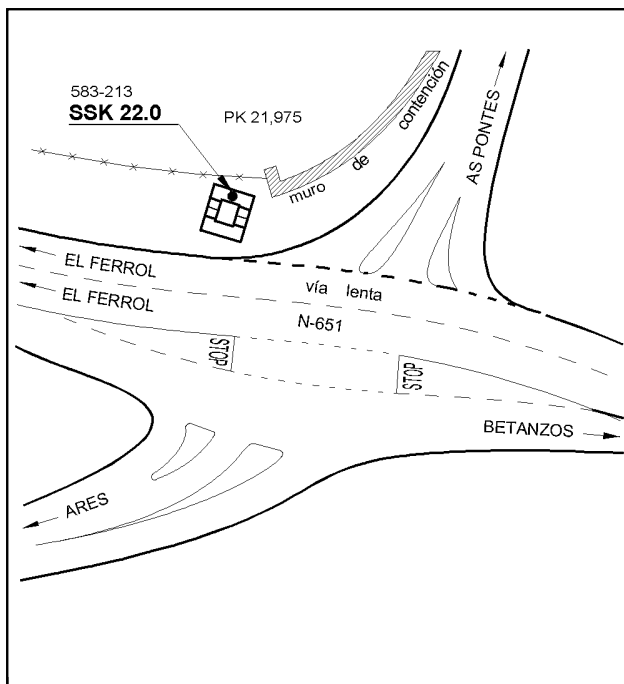 583-213
SSK 22.0
PK 21,975
muro de contención
AS PONTES
EL FERROL
EL FERROL
vía lenta
N-651
STOP
STOP
BETANZOS
ARES